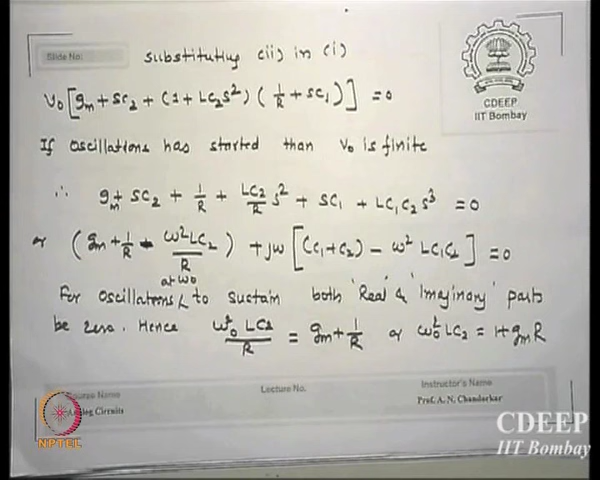 Slide No:
Substituting (ii) in (i)
CDEEP
IIT Bombay
V₀[gm + SC₂ + (1 + LC₂S²)(1/R + SC₁)] = 0
If oscillations has started than V₀ is finite
∴ gm + SC₂ + 1/R + LC₂/R S² + SC₁ + LC₁C₂S³ = 0
or (gm + 1/R - ω²LC₂/R) + jω[(C₁+C₂) - ω² LC₁C₂] = 0
at ω₀
For oscillations to sustain both 'Real' & 'Imaginary' parts
be zero. Hence ω₀² LC₂/R = gm + 1/R or ω₀² LC₂ = 1+ gmR
Course Name
Lecture No.
Instructor's Name
Analog Circuits
Prof. A. N. Chandorkar
NPTEL
CDEEP
IIT Bombay